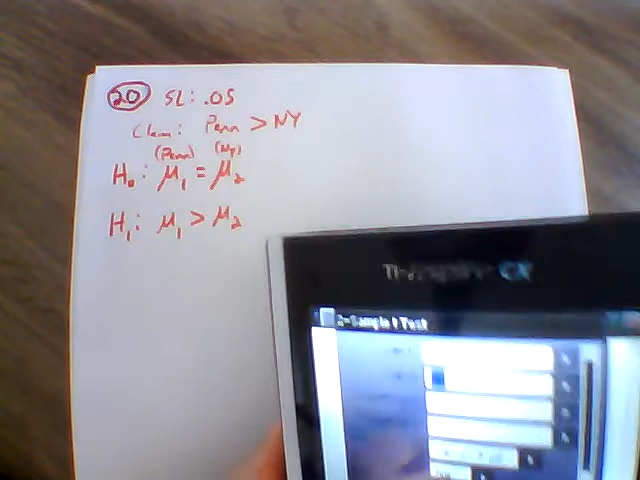 20 SL: .05
Claim: Penn > NY
(Penn) (NY)
H₀: μ₁ = μ₂
H₁: μ₁ > μ₂
TI-nspire CX
2-Sample t Test